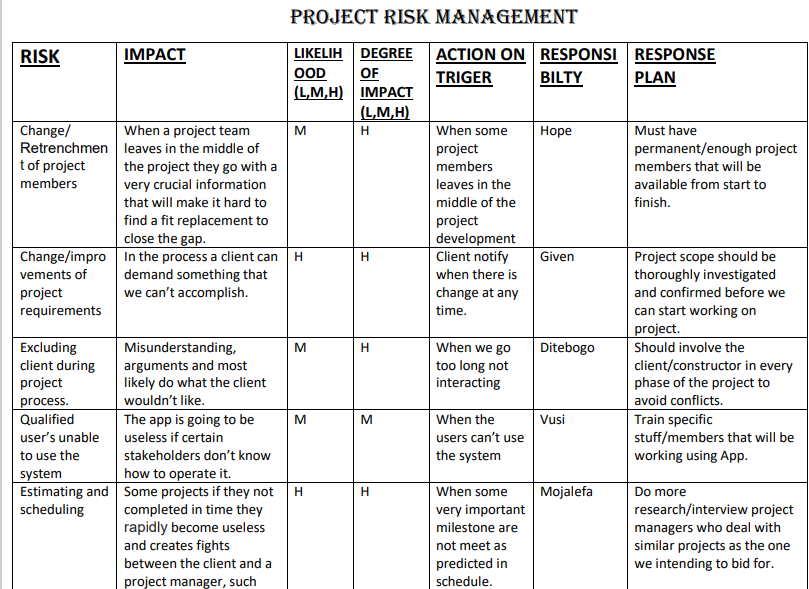 PROJECT RISK MANAGEMENT
RISK
IMPACT
LIKELIH
OOD
(L,M,H)
DEGREE
OF
IMPACT
(L,M,H)
ACTION ON
TRIGER
RESPONSI
BILTY
RESPONSE
PLAN
Change/
Retrenchmen
t of project
members
When a project team
leaves in the middle of
the project they go with a
very crucial information
that will make it hard to
find a fit replacement to
close the gap.
M
H
When some
project
members
leaves in the
middle of the
project
development
Hope
Must have
permanent/enough project
members that will be
available from start to
finish.
Change/impro
vements of
project
requirements
In the process a client can
demand something that
we can't accomplish.
H
H
Client notify
when there is
change at any
time.
Given
Project scope should be
thoroughly investigated
and confirmed before we
can start working on
project.
Excluding
client during
project
process.
Misunderstanding,
arguments and most
likely do what the client
wouldn't like.
M
H
When we go
too long not
interacting
Ditebogo
Should involve the
client/constructor in every
phase of the project to
avoid conflicts.
Qualified
user's unable
to use the
system
The app is going to be
useless if certain
stakeholders don't know
how to operate it.
M
M
When the
users can't use
the system
Vusi
Train specific
stuff/members that will be
working using App.
Estimating and
scheduling
Some projects if they not
completed in time they
rapidly become useless
and creates fights
between the client and a
project manager, such
H
H
When some
very important
milestone are
not meet as
predicted in
schedule.
Mojalefa
Do more
research/interview project
managers who deal with
similar projects as the one
we intending to bid for.